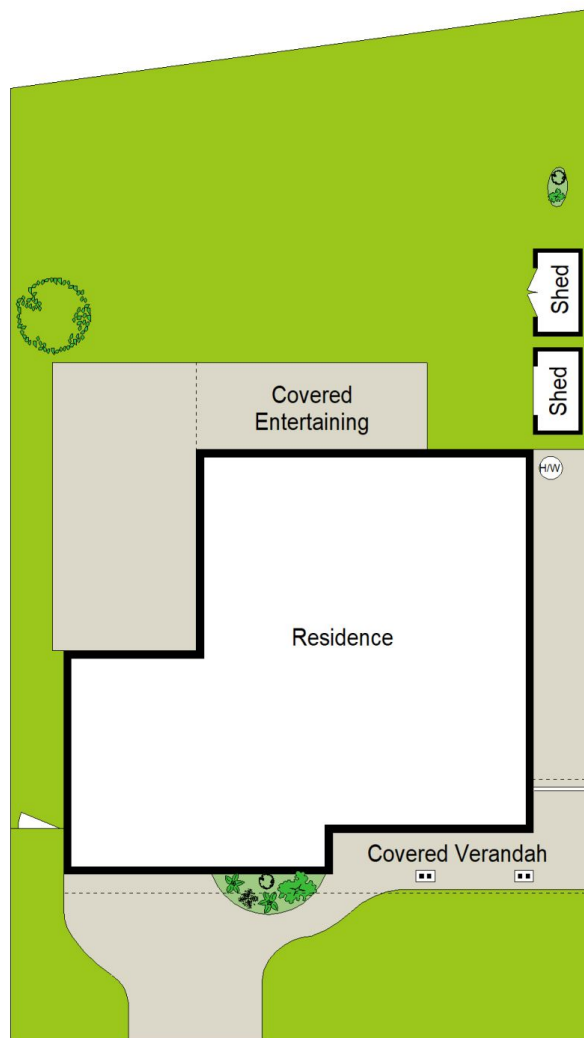 Shed
Covered
Entertaining
Shed
H/W
Residence
Covered Verandah